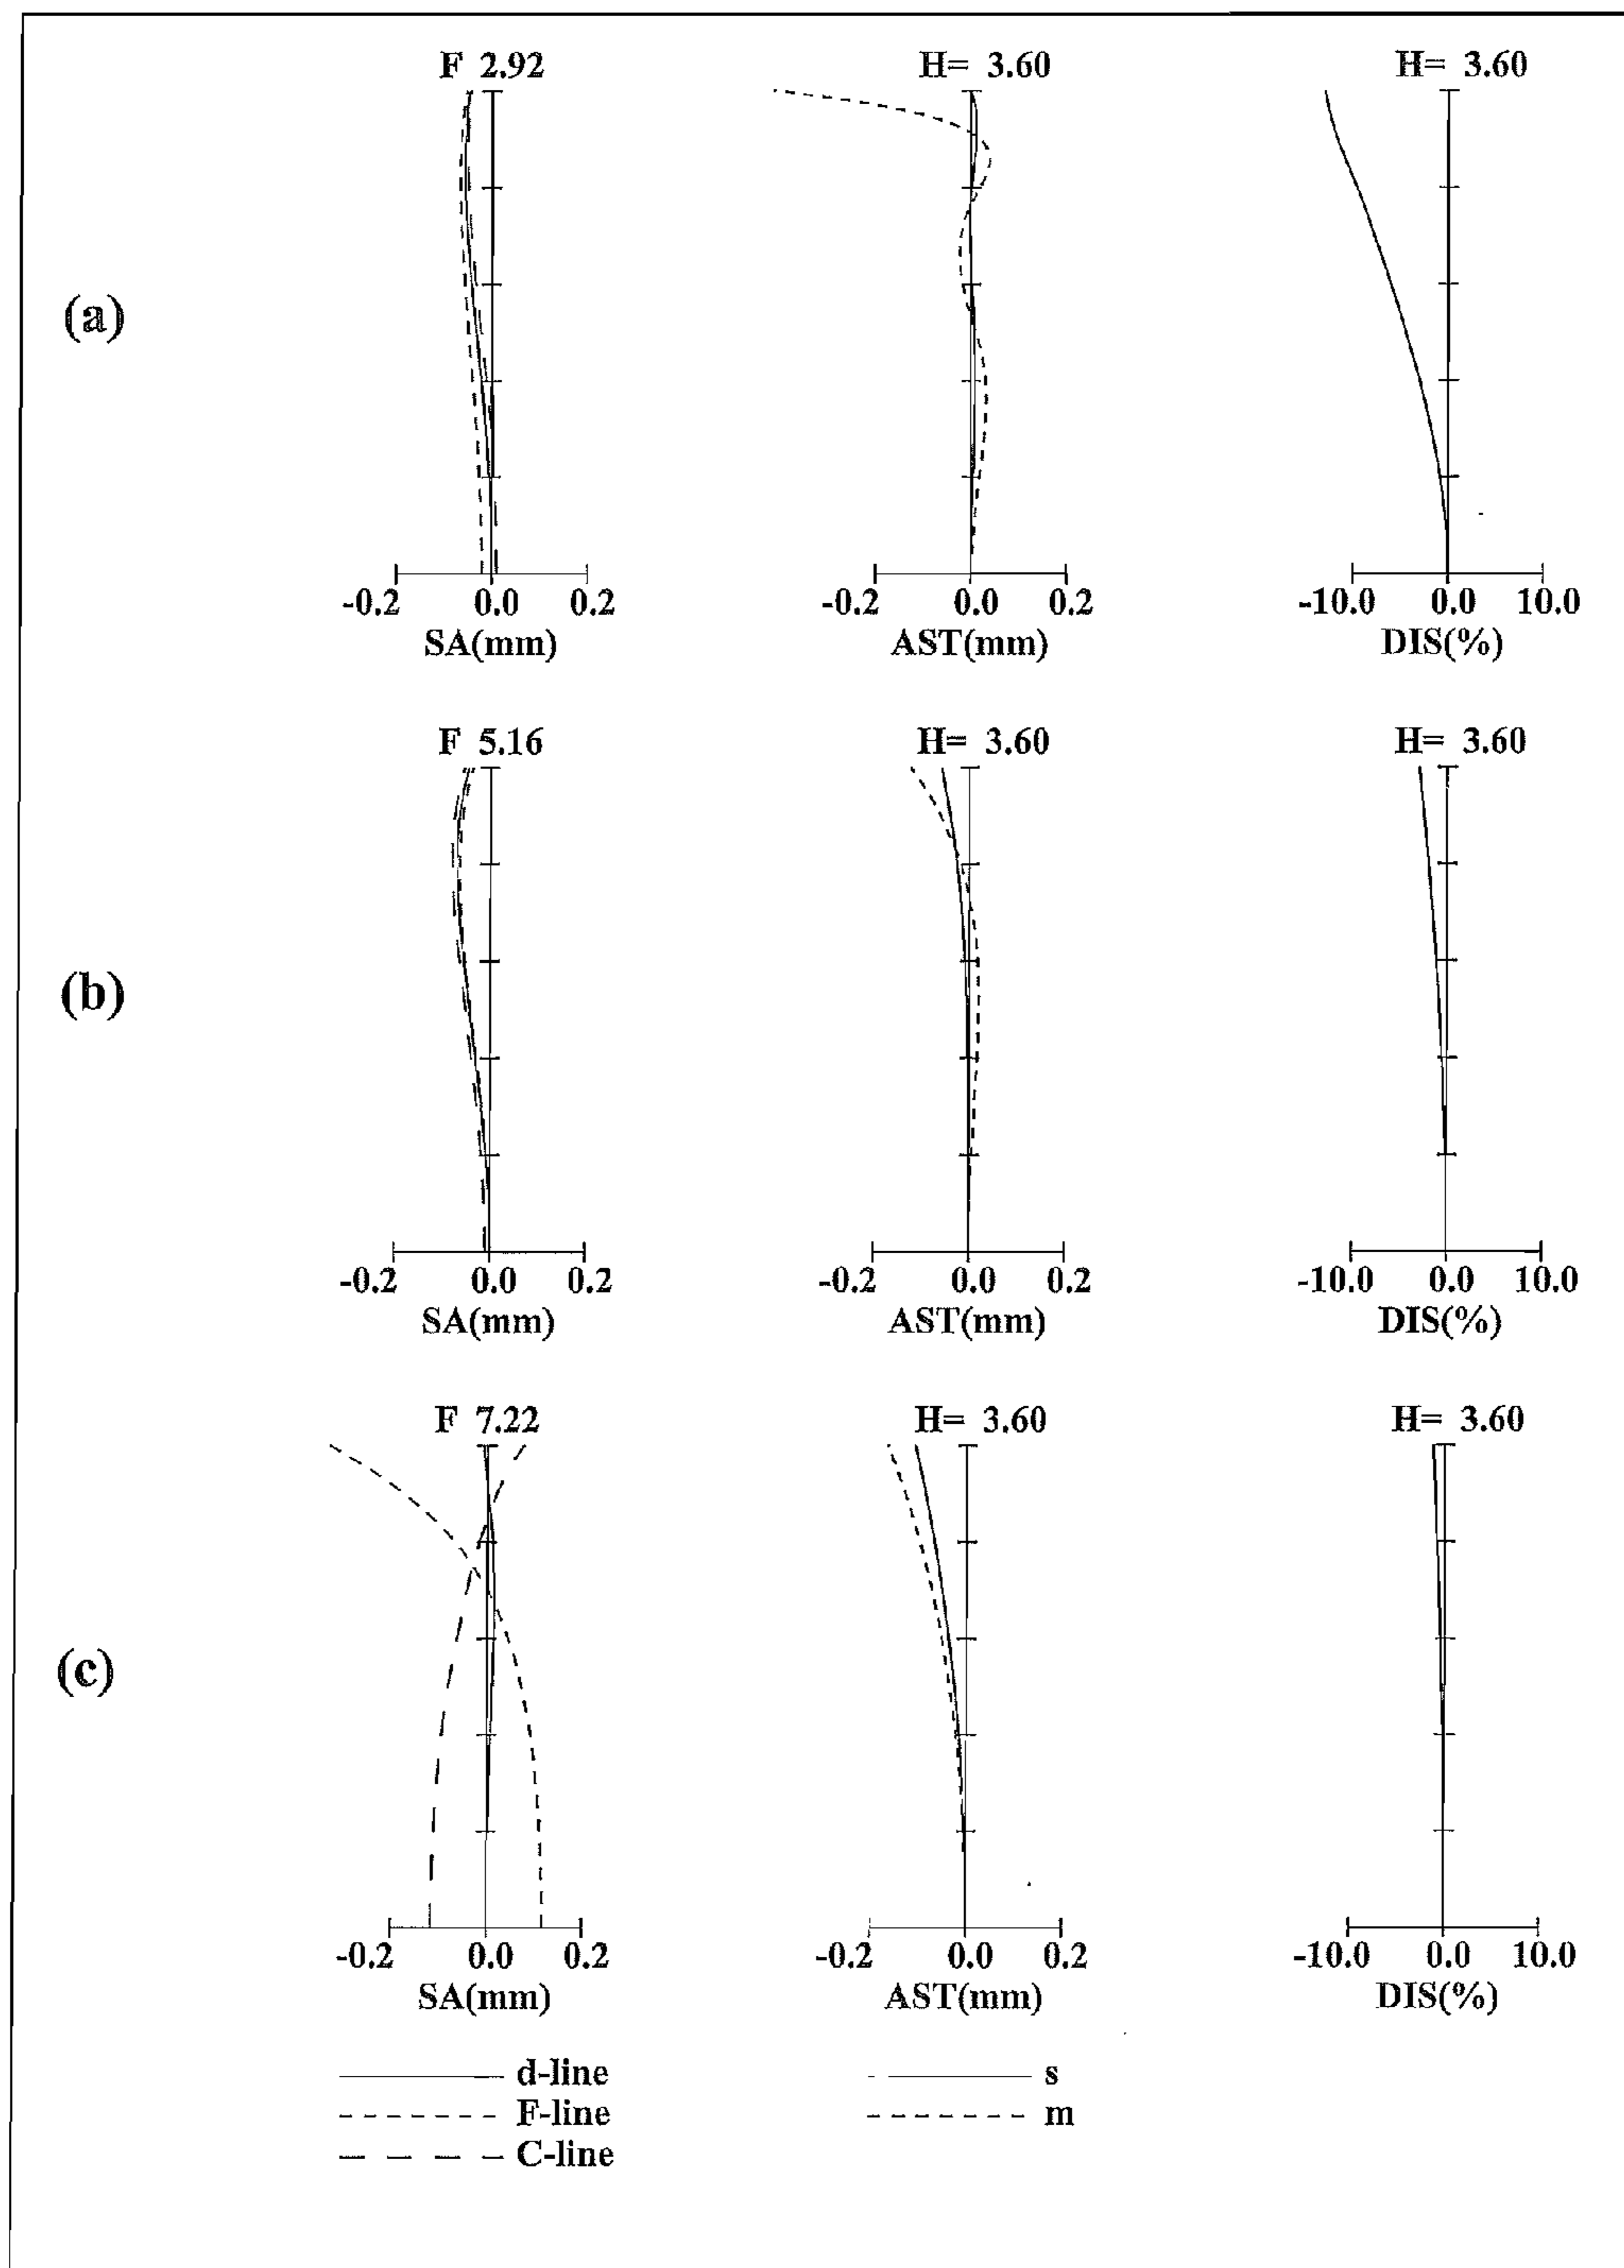 F 2.92 H= 3.60 H= 3.60
(a)
-0.2 0.0 0.2 -0.2 0.0 0.2 -10.0 0.0 10.0
SA(mm) AST(mm) DIS(%)
F 5.16 H= 3.60 H= 3.60
(b)
-0.2 0.0 0.2 -0.2 0.0 0.2 -10.0 0.0 10.0
SA(mm) AST(mm) DIS(%)
F 7.22 H= 3.60 H= 3.60
(c)
-0.2 0.0 0.2 -0.2 0.0 0.2 -10.0 0.0 10.0
SA(mm) AST(mm) DIS(%)
d-line s
F-line m
C-line